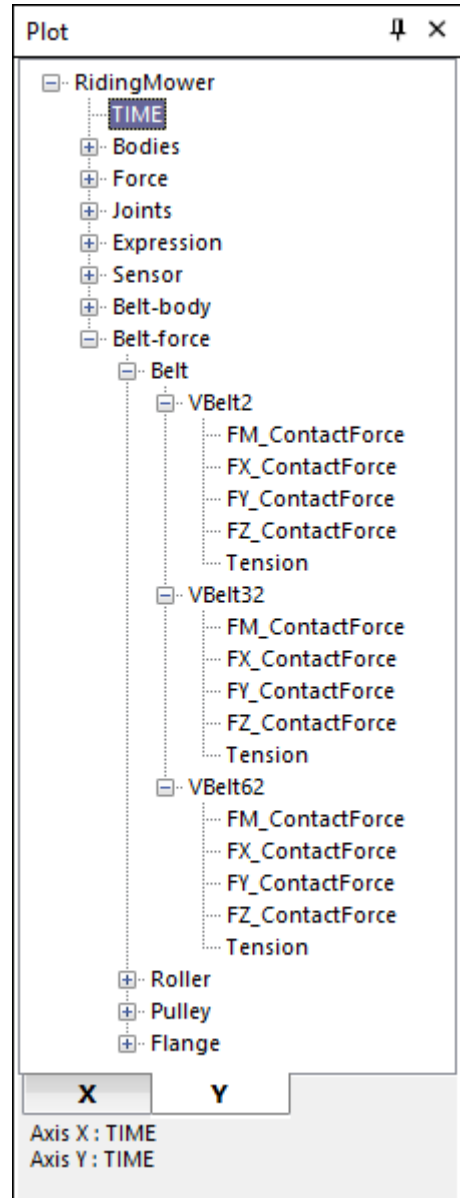 Plot
RidingMower
TIME
Bodies
Force
Joints
Expression
Sensor
Belt-body
Belt-force
Belt
VBelt2
FM_ContactForce
FX_ContactForce
FY_ContactForce
FZ_ContactForce
Tension
VBelt32
FM_ContactForce
FX_ContactForce
FY_ContactForce
FZ_ContactForce
Tension
VBelt62
FM_ContactForce
FX_ContactForce
FY_ContactForce
FZ_ContactForce
Tension
Roller
Pulley
Flange
X Y
Axis X : TIME
Axis Y : TIME